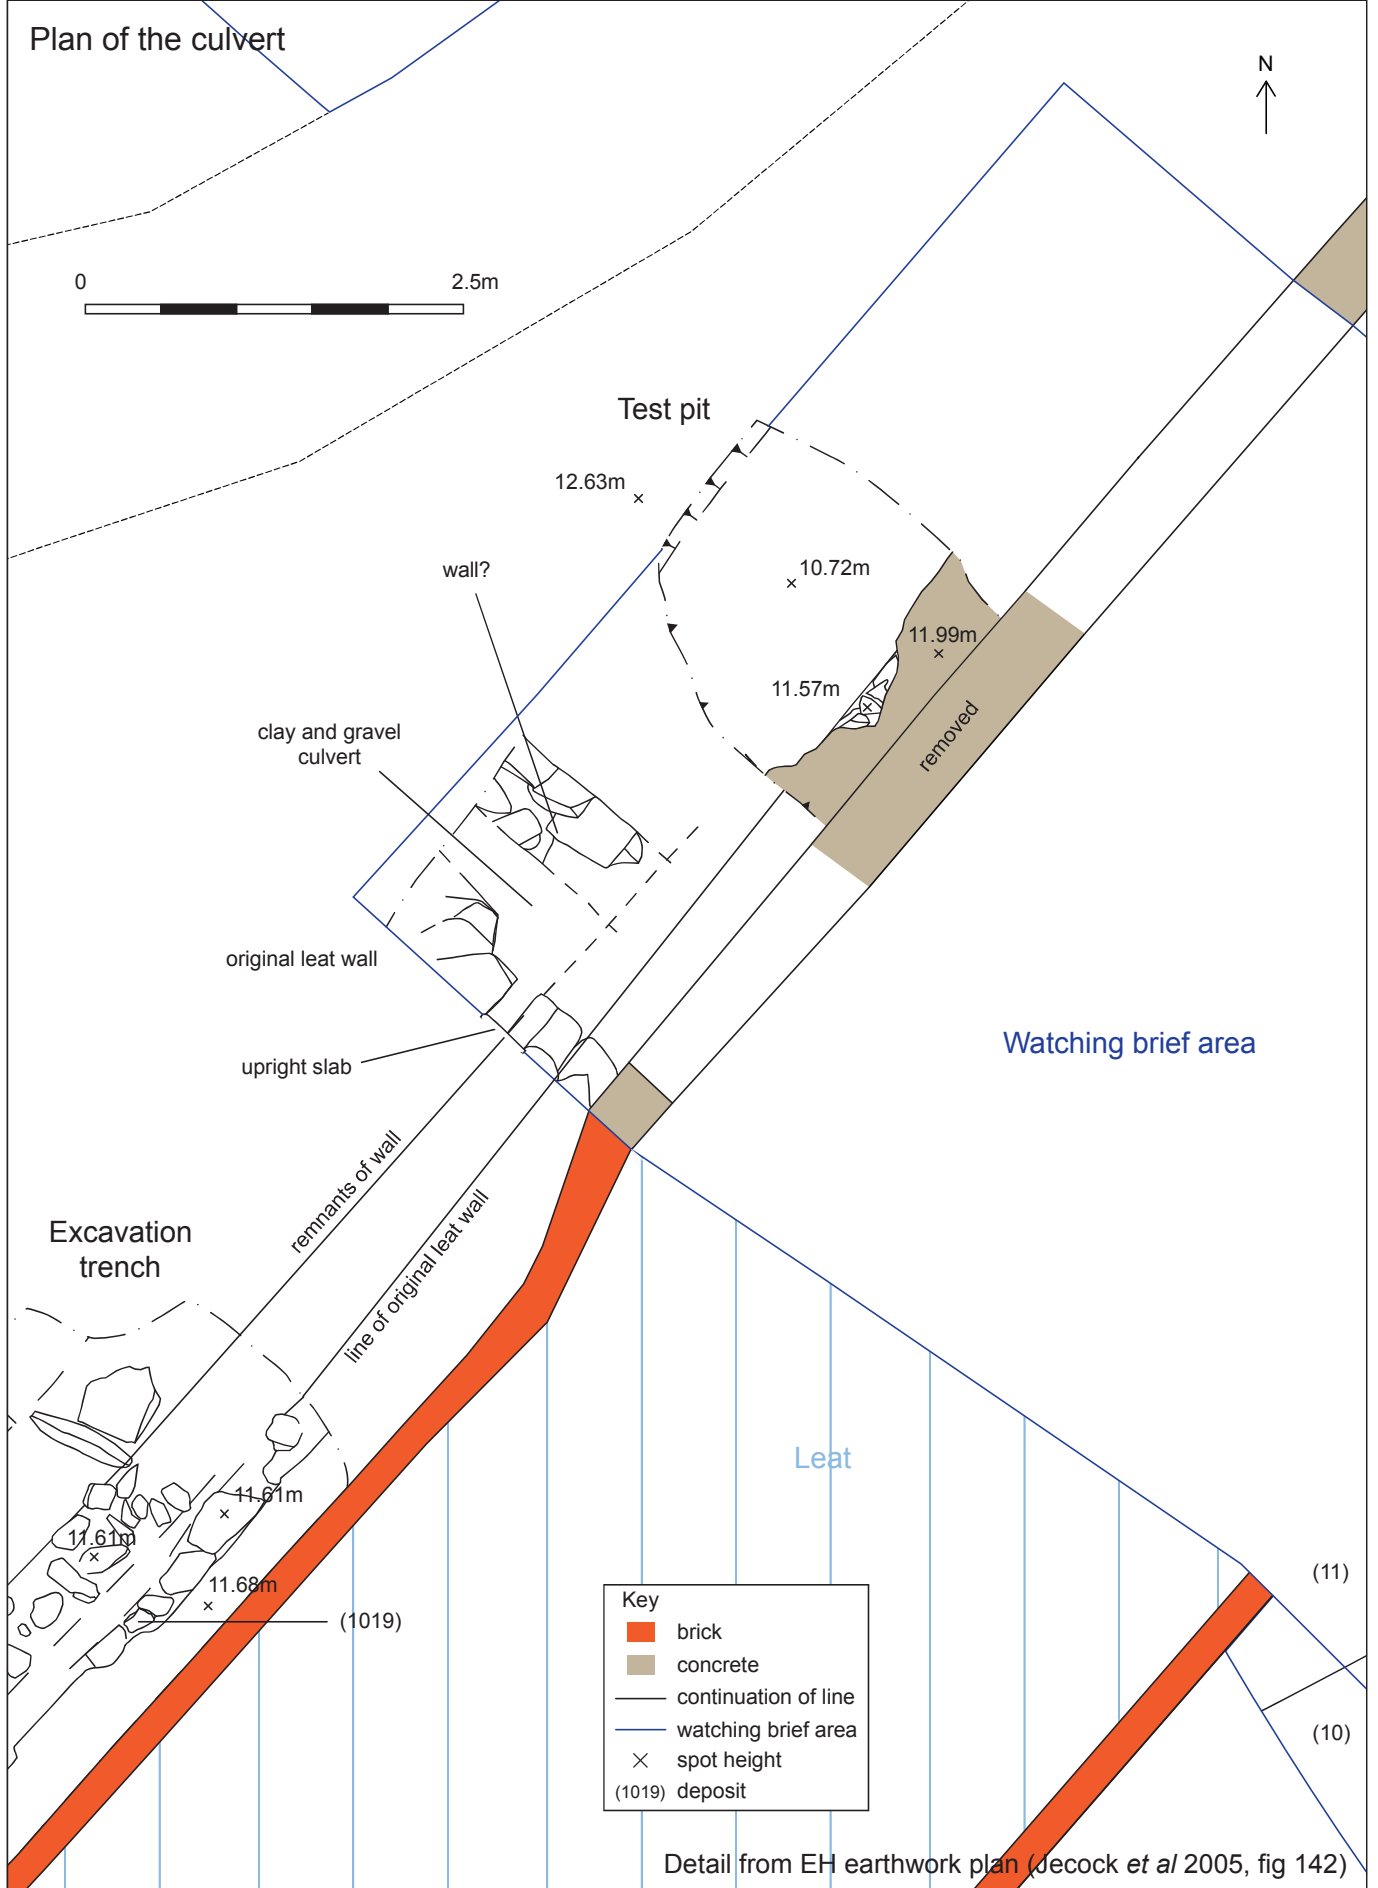 Plan of the culvert
N
0 2.5m
Test pit
12.63m
wall?
10.72m
11.99m
11.57m
removed
clay and gravel
culvert
original leat wall
upright slab
Watching brief area
remnants of wall
line of original leat wall
Excavation
trench
Leat
11.61m
11.61m
11.68m
(1019)
(11)
(10)
Key
brick
concrete
continuation of line
watching brief area
spot height
(1019) deposit
Detail from EH earthwork plan (Jecock et al 2005, fig 142)